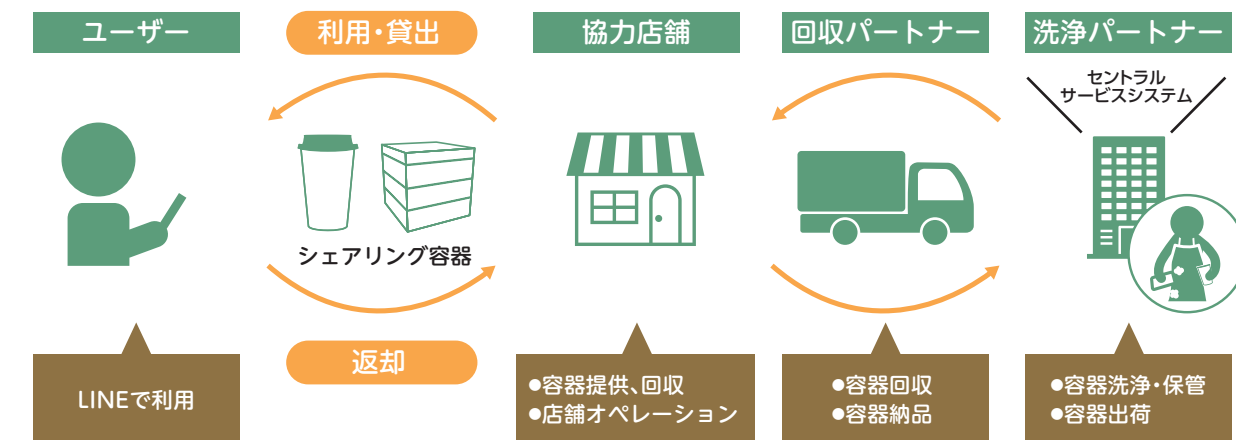 ユーザー
利用・貸出
協力店舗
回収パートナー
洗浄パートナー
セントラル
サービスシステム
シェアリング容器
返却
LINEで利用
●容器提供、回収
●店舗オペレーション
●容器回収
●容器納品
●容器洗浄・保管
●容器出荷